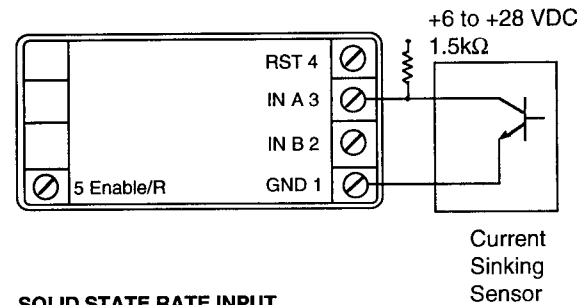 +6 to +28 VDC
1.5kΩ
RST 4
IN A 3
IN B 2
5 Enable/R
GND 1
Current
Sinking
Sensor
SOLID STATE RATE INPUT